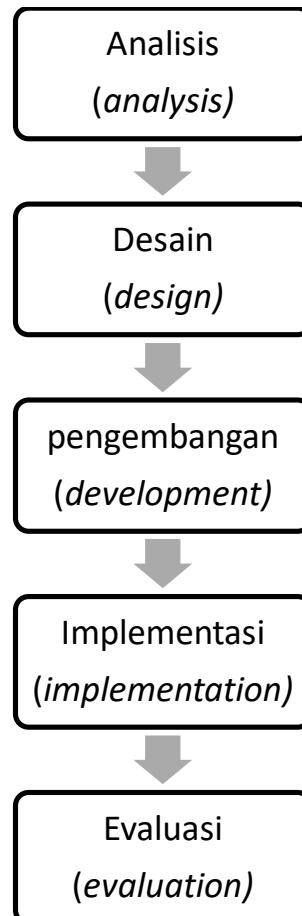 Analisis
(analysis)
Desain
(design)
pengembangan
(development)
Implementasi
(implementation)
Evaluasi
(evaluation)